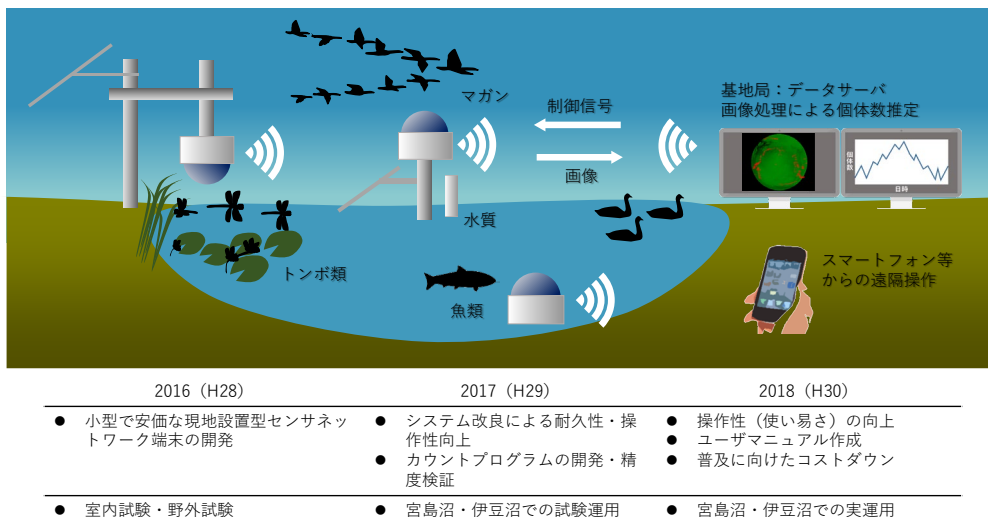 マガン
制御信号
画像
基地局：データサーバ
画像処理による個体数推定
個体数
日時
水質
トンボ類
魚類
スマートフォン等
からの遠隔操作
2016（H28）
2017（H29）
2018（H30）
● 小型で安価な現地設置型センサネッ
トワーク端末の開発
● システム改良による耐久性・操
作性向上
● カウントプログラムの開発・精
度検証
● 操作性（使い易さ）の向上
● ユーザマニュアル作成
● 普及に向けたコストダウン
● 室内試験・野外試験
● 宮島沼・伊豆沼での試験運用
● 宮島沼・伊豆沼での実運用